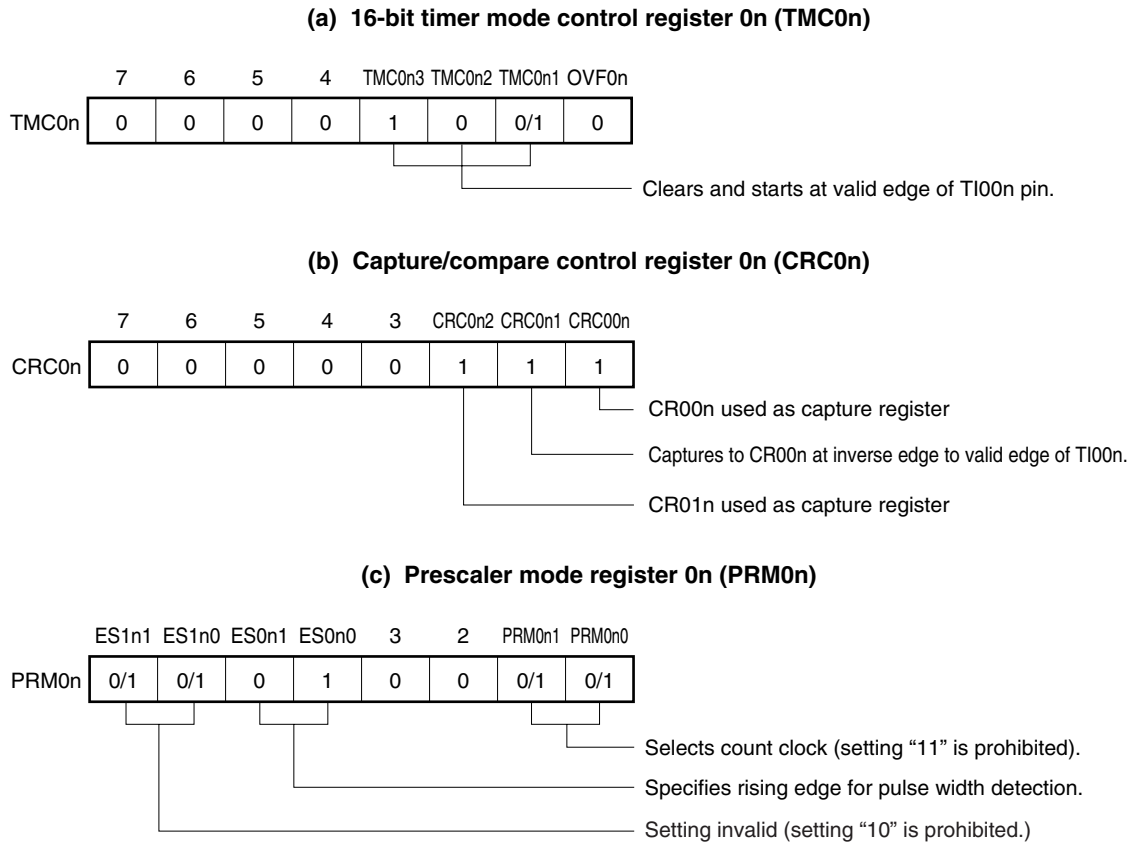 (a) 16-bit timer mode control register 0n (TMC0n)
7 6 5 4 TMC0n3 TMC0n2 TMC0n1 OVF0n
TMC0n 0 0 0 0 1 0 0/1 0
Clears and starts at valid edge of TI00n pin.
(b) Capture/compare control register 0n (CRC0n)
7 6 5 4 3 CRC0n2 CRC0n1 CRC00n
CRC0n 0 0 0 0 0 1 1 1
CR00n used as capture register
Captures to CR00n at inverse edge to valid edge of TI00n.
CR01n used as capture register
(c) Prescaler mode register 0n (PRM0n)
ES1n1 ES1n0 ES0n1 ES0n0 3 2 PRM0n1 PRM0n0
PRM0n 0/1 0/1 0 1 0 0 0/1 0/1
Selects count clock (setting “11” is prohibited).
Specifies rising edge for pulse width detection.
Setting invalid (setting “10” is prohibited.)